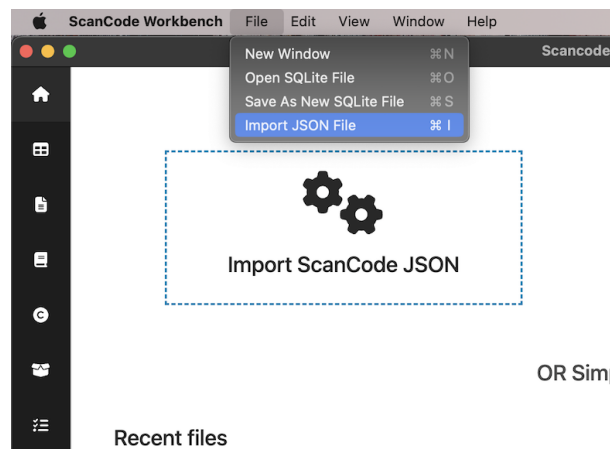 ScanCode Workbench File Edit View Window Help
Scancode
New Window ⌘ N
Open SQLite File ⌘ O
Save As New SQLite File ⌘ S
Import JSON File ⌘ I
Import ScanCode JSON
OR Simp
Recent files